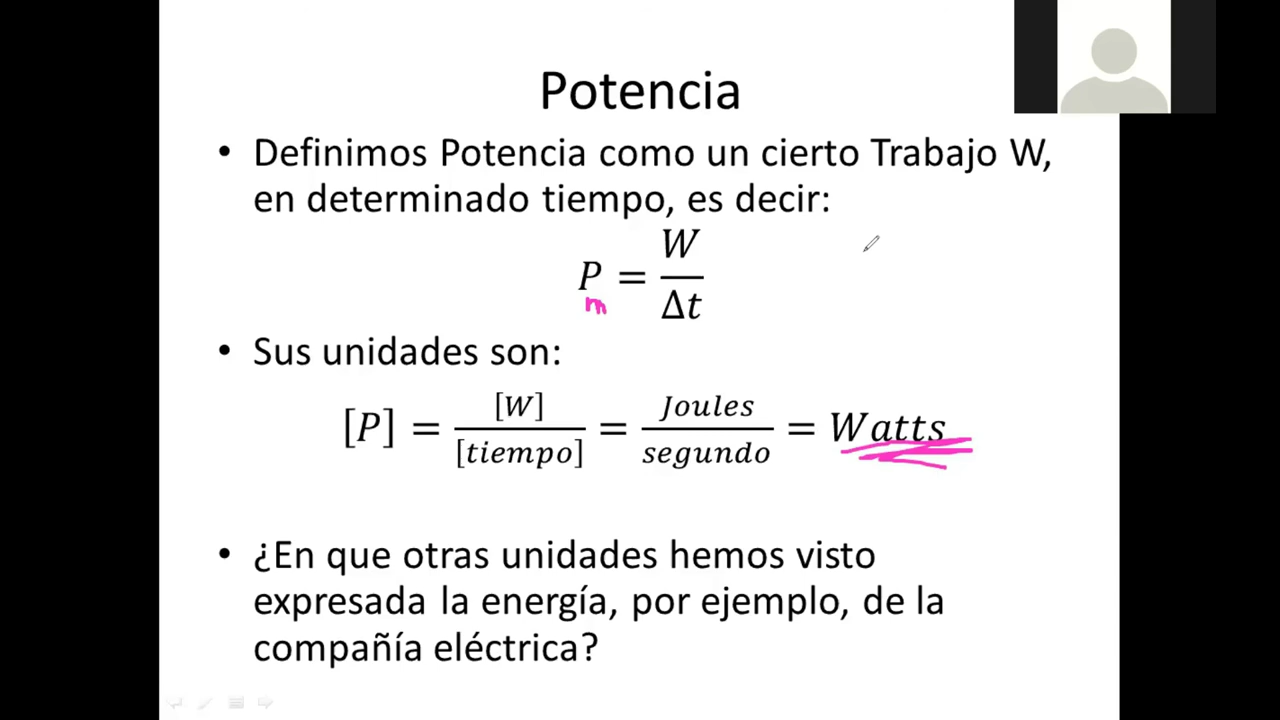 Potencia
• Definimos Potencia como un cierto Trabajo W,
en determinado tiempo, es decir:
P = W/Δt
m
• Sus unidades son:
[P] = [W]/[tiempo] = Joules/segundo = Watts
• ¿En que otras unidades hemos visto
expresada la energía, por ejemplo, de la
compañía eléctrica?